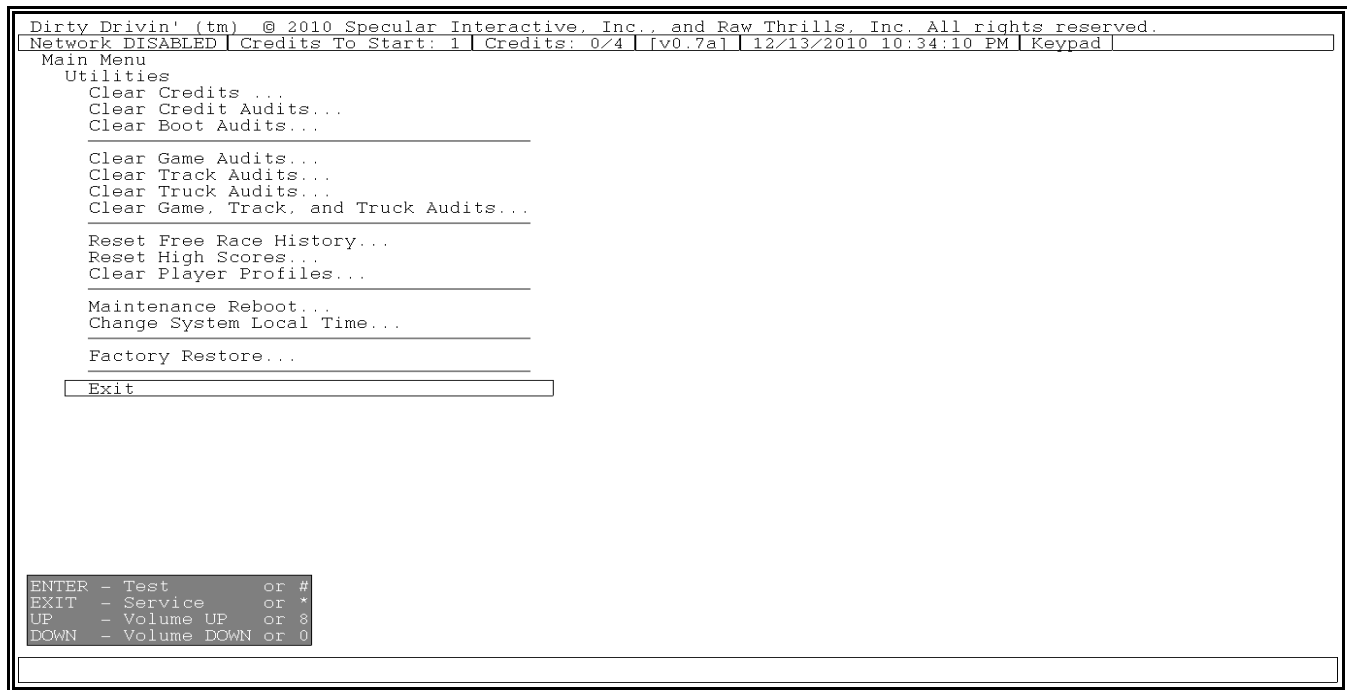 Dirty Drivin' (tm) © 2010 Specular Interactive, Inc., and Raw Thrills, Inc. All rights reserved.
Network DISABLED Credits To Start: 1 Credits: 0/4 [v0.7a] 12/13/2010 10:34:10 PM Keypad
Main Menu
Utilities
Clear Credits ...
Clear Credit Audits...
Clear Boot Audits...
Clear Game Audits...
Clear Track Audits...
Clear Truck Audits...
Clear Game, Track, and Truck Audits...
Reset Free Race History...
Reset High Scores...
Clear Player Profiles...
Maintenance Reboot...
Change System Local Time...
Factory Restore...
Exit
ENTER - Test or #
EXIT - Service or *
UP - Volume UP or 8
DOWN - Volume DOWN or 0